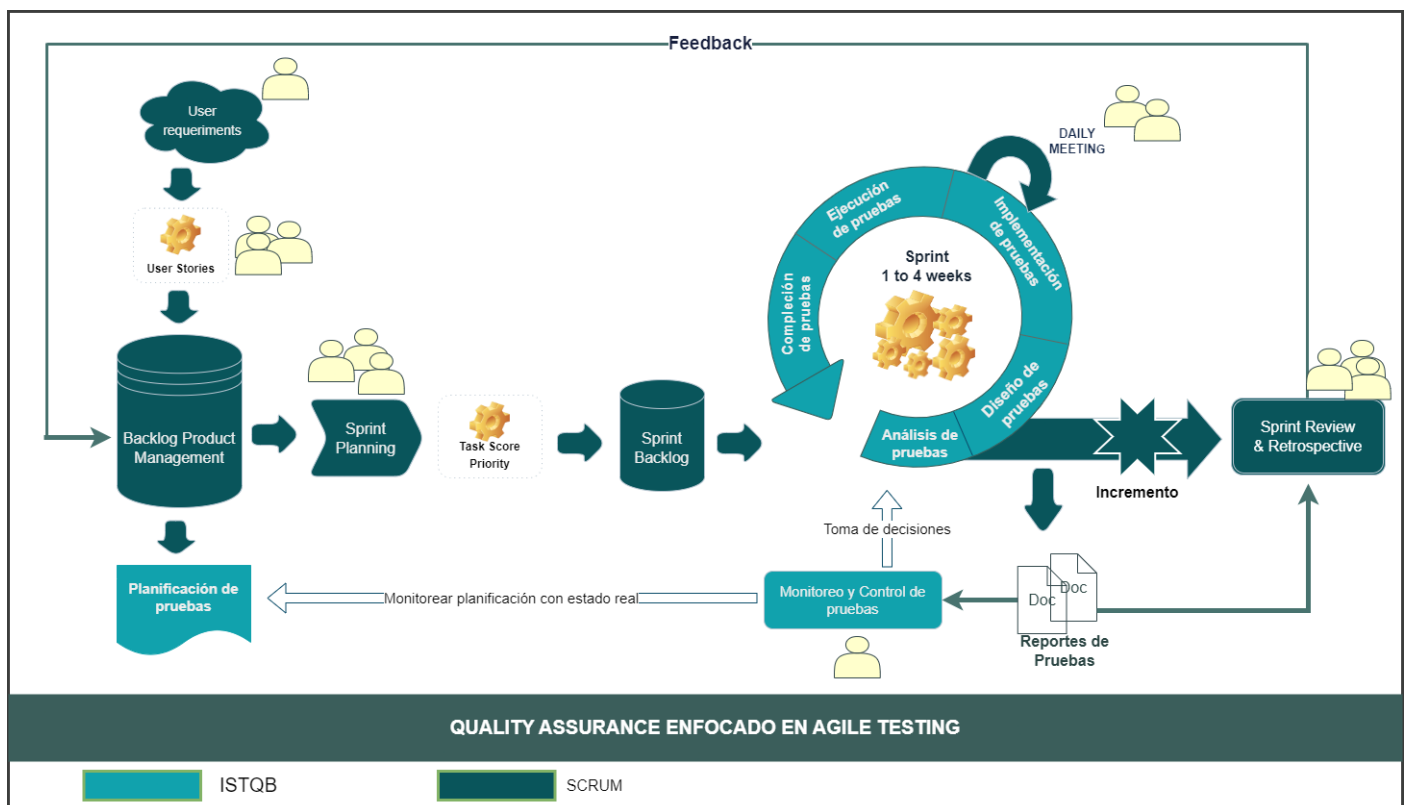 Feedback
User
requeriments
DAILY
MEETING
Ejecución
de pruebas
Implementación
de pruebas
User Stories
Sprint
1 to 4 weeks
Compleción
de pruebas
Diseño de
pruebas
Backlog Product
Management
Sprint
Planning
Task Score
Priority
Sprint
Backlog
Análisis de
pruebas
Sprint Review
& Retrospective
Incremento
Toma de decisiones
Planificación de
pruebas
Monitorear planificación con estado real
Monitoreo y Control de
pruebas
Doc
Doc
Reportes de
Pruebas
QUALITY ASSURANCE ENFOCADO EN AGILE TESTING
ISTQB
SCRUM